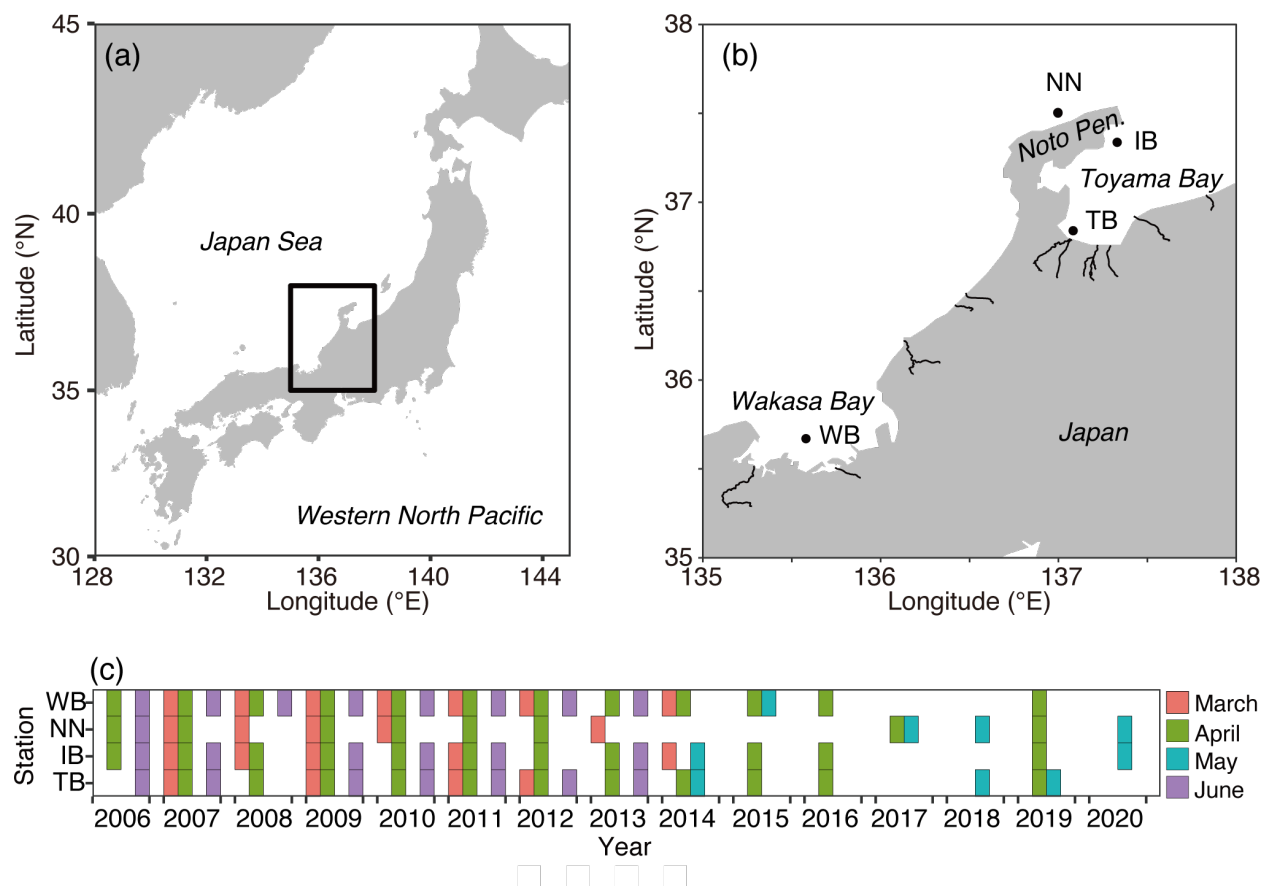 (a)
45
40
35
30
Latitude (°N)
Japan Sea
Western North Pacific
128 132 136 140 144
Longitude (°E)
(b)
38
37
36
35
Latitude (°N)
NN
Noto Pen.
IB
Toyama Bay
TB
Wakasa Bay
WB
Japan
135 136 137 138
Longitude (°E)
(c)
Station
WB
NN
IB
TB
March
April
May
June
2006 2007 2008 2009 2010 2011 2012 2013 2014 2015 2016 2017 2018 2019 2020
Year